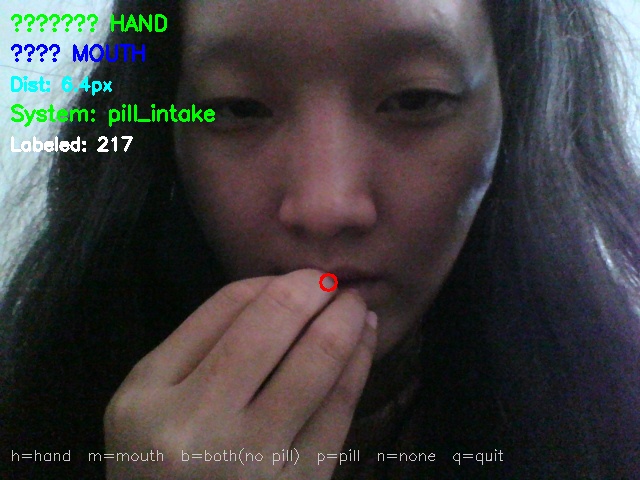 ??????? HAND
???? MOUTH
Dist: 6.4px
System: pill_intake
Labeled: 217
h=hand m=mouth b=both(no pill) p=pill n=none q=quit